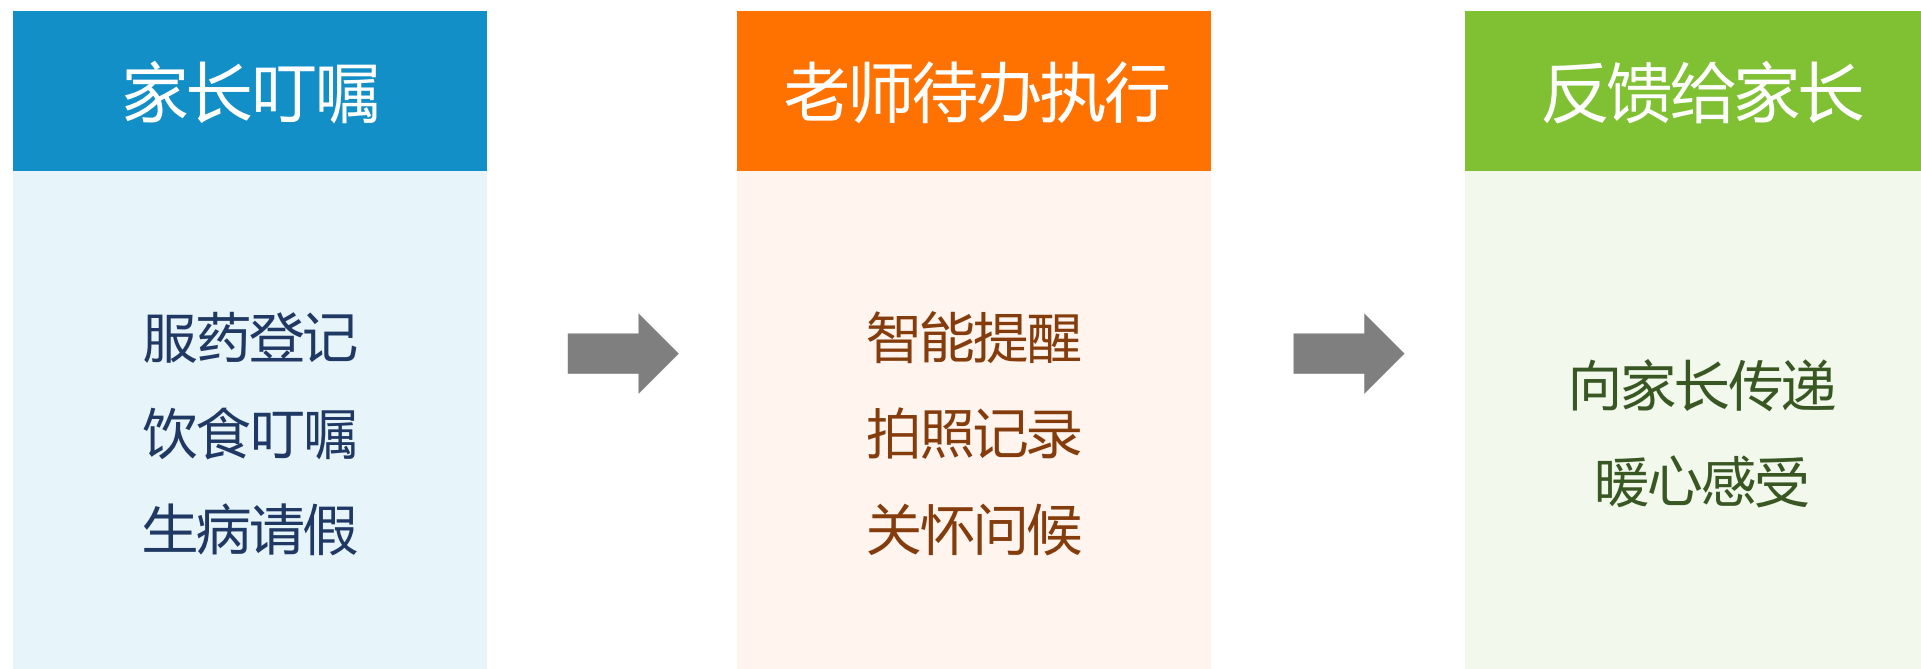 家长叮嘱
服药登记
饮食叮嘱
生病请假
老师待办执行
智能提醒
拍照记录
关怀问候
反馈给家长
向家长传递
暖心感受